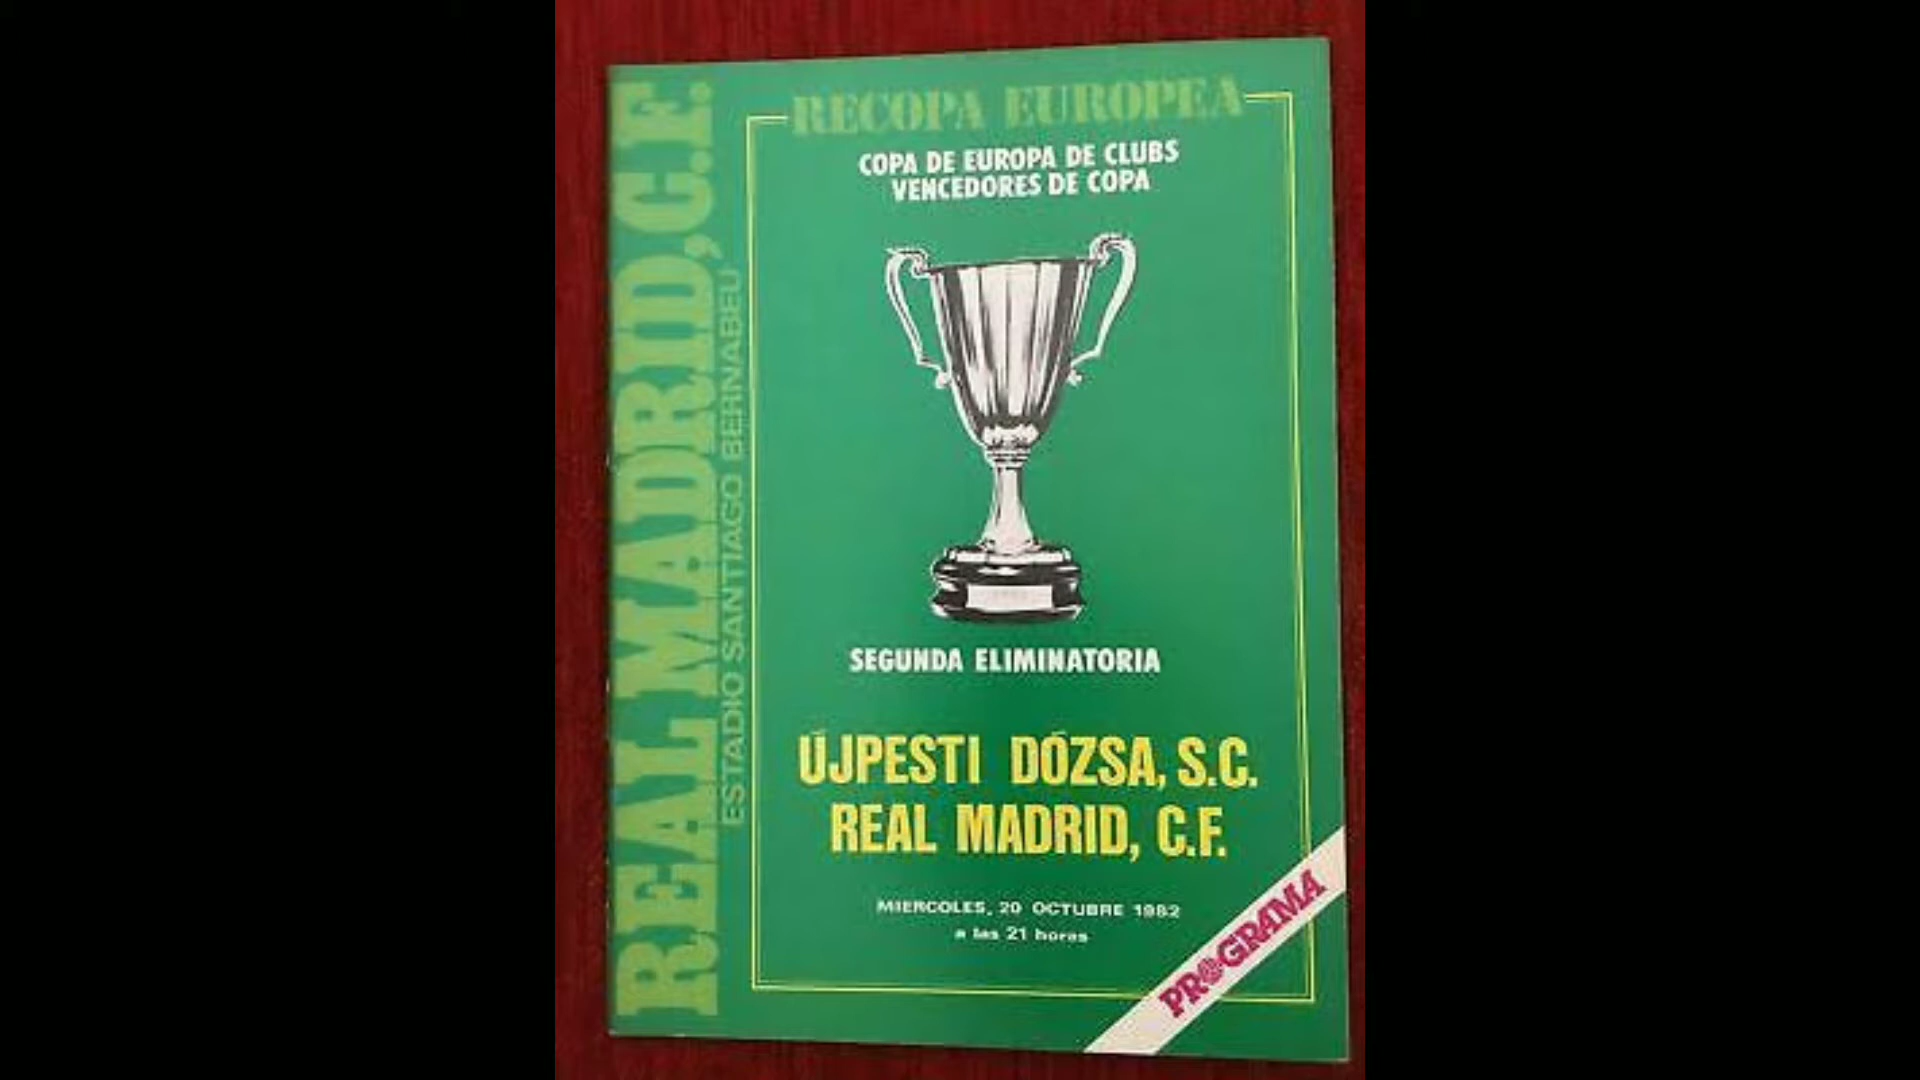 REAL MADRID, C.F.
ESTADIO SANTIAGO BERNABEU
RECOPA EUROPEA
COPA DE EUROPA DE CLUBS
VENCEDORES DE COPA
SEGUNDA ELIMINATORIA
ÚJPESTI DÓZSA, S.C.
REAL MADRID, C.F.
MIERCOLES, 20 OCTUBRE 1982
a las 21 horas
PROGRAMA